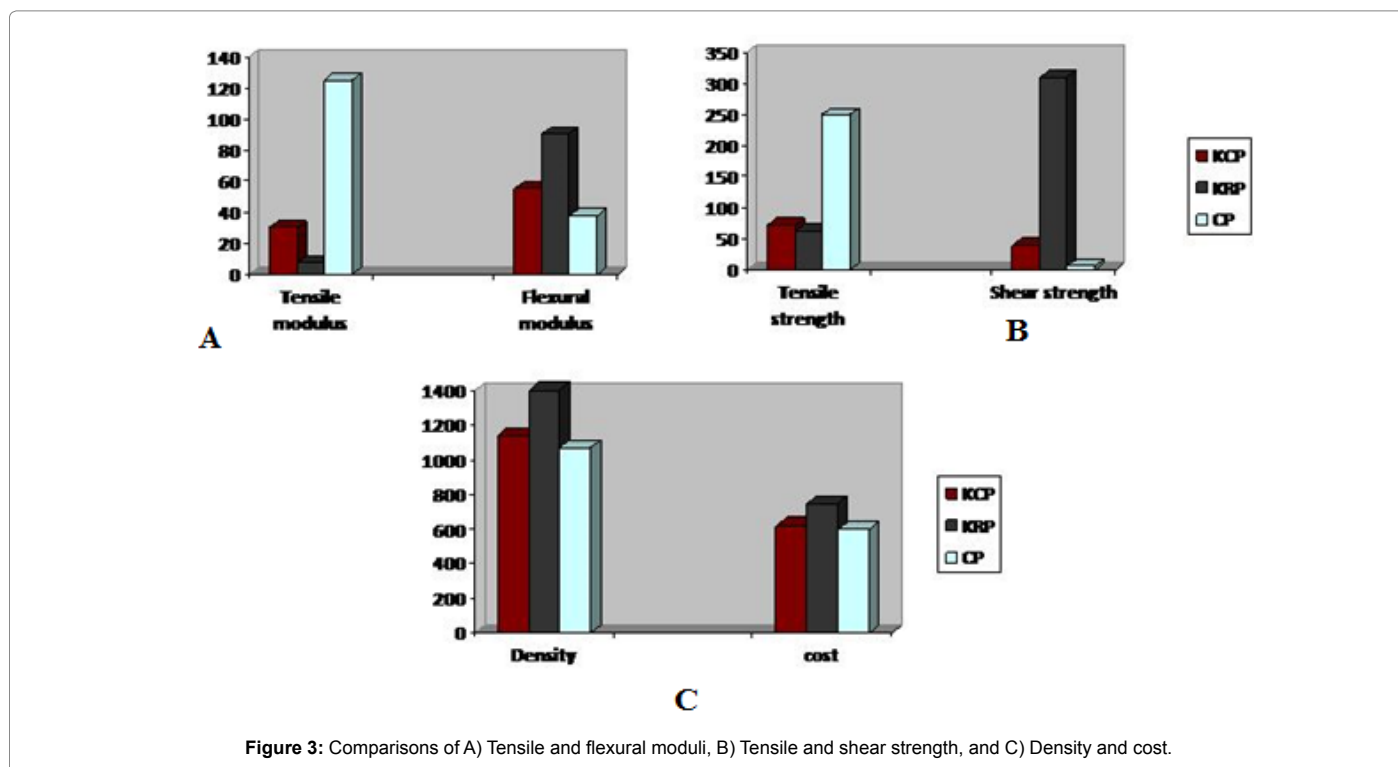 140
120
100
80
60
40
20
0
Tensile
modulus
Flexural
modulus
A
350
300
250
200
150
100
50
0
Tensile
strength
Shear strength
B
KCP
KRP
CP
1400
1200
1000
800
600
400
200
0
Density
cost
C
KCP
KRP
CP
Figure 3: Comparisons of A) Tensile and flexural moduli, B) Tensile and shear strength, and C) Density and cost.